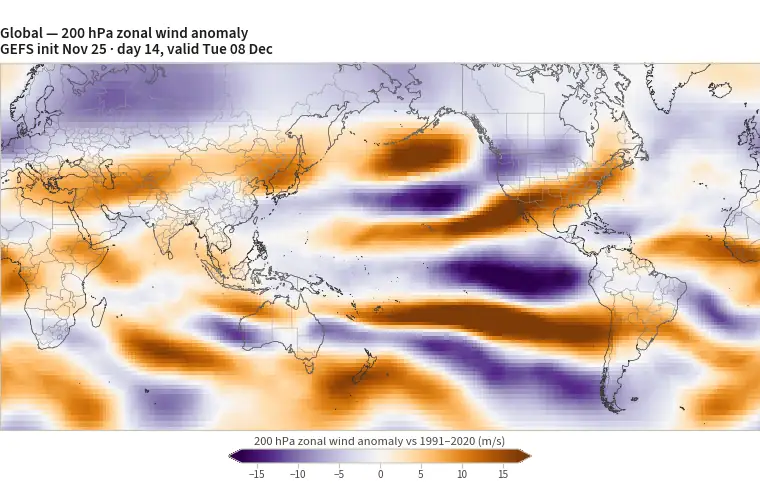 Global — 200 hPa zonal wind anomaly
GEFS init Nov 25 · day 14, valid Tue 08 Dec
200 hPa zonal wind anomaly vs 1991–2020 (m/s)
−15 −10 −5 0 5 10 15